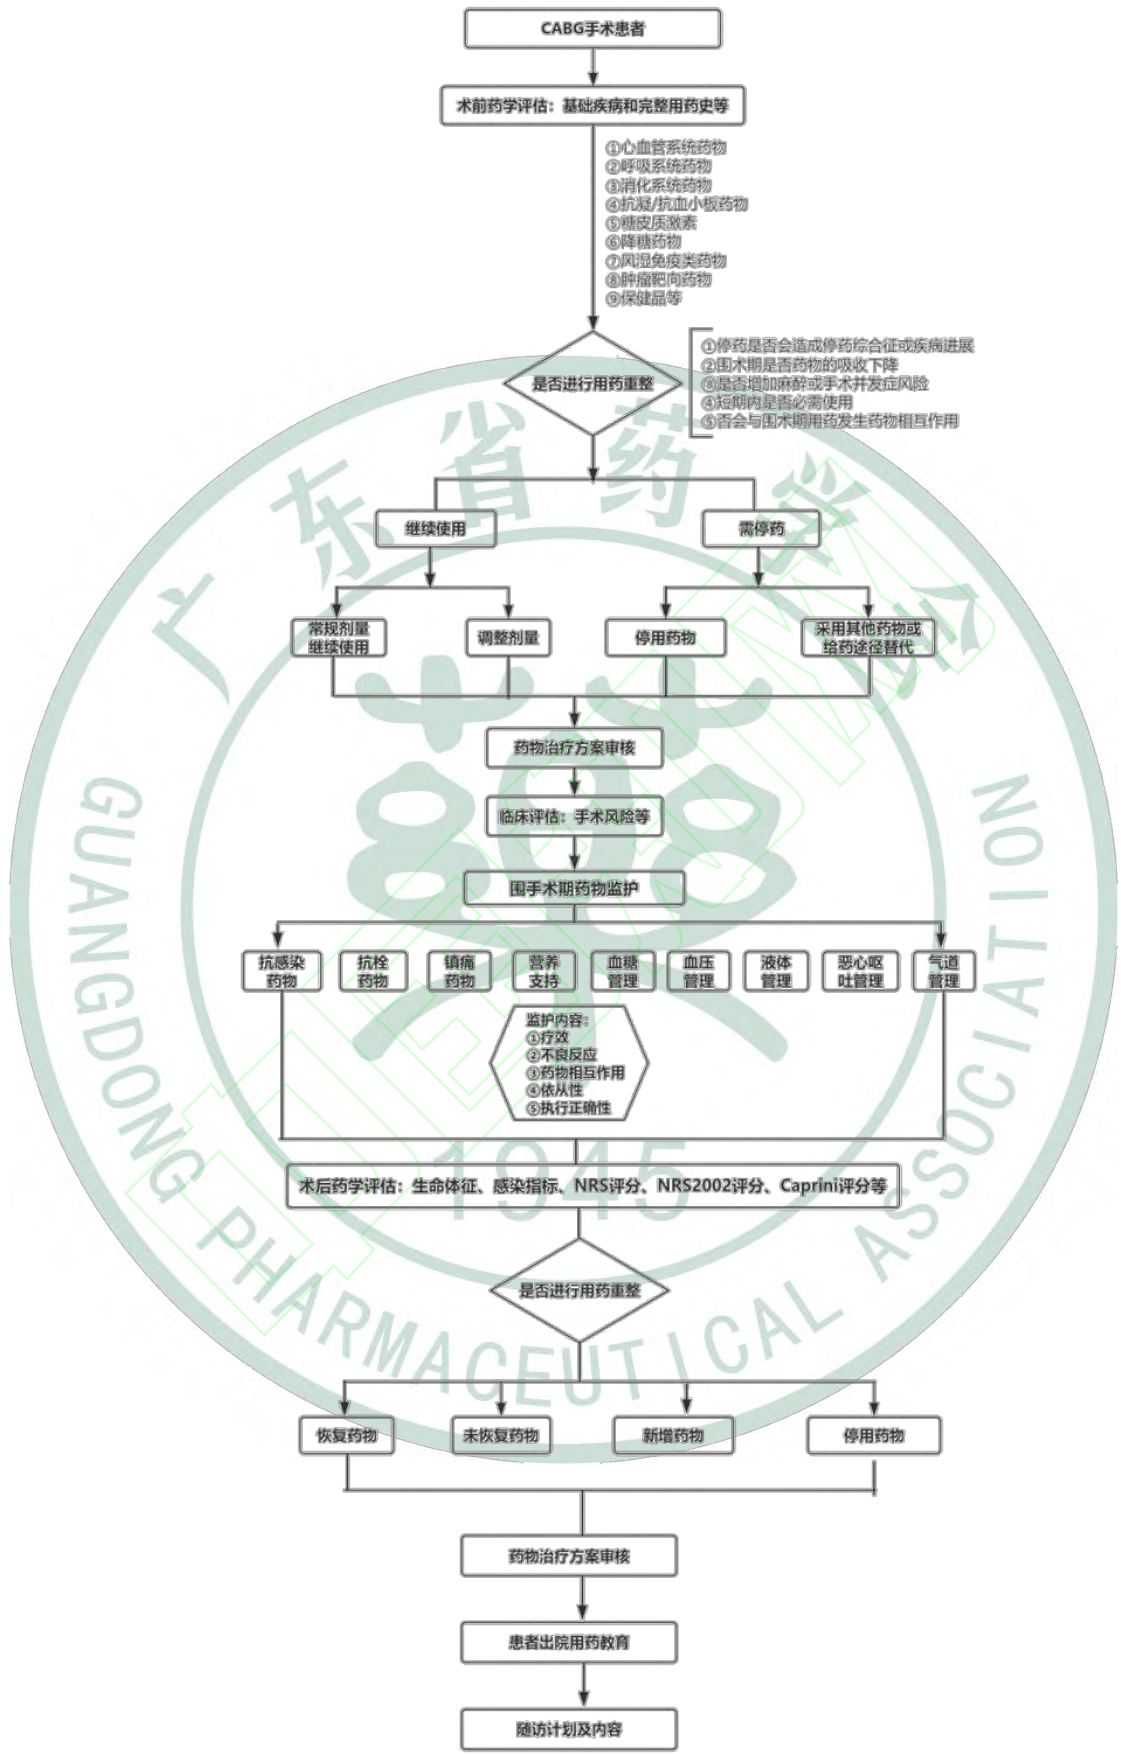 CABG手术患者
术前药学评估：基础疾病和完整用药史等
①心血管系统药物
②呼吸系统药物
③消化系统药物
④抗凝/抗血小板药物
⑤糖皮质激素
⑥降糖药物
⑦风湿免疫类药物
⑧肿瘤靶向药物
⑨保健品等
是否进行用药重整
①停药是否会造成停药综合征或疾病进展
②围术期是否药物的吸收下降
③是否增加麻醉或手术并发症风险
④短期内是否必需使用
⑤否会与围术期用药发生药物相互作用
继续使用
需停药
常规剂量
继续使用
调整剂量
停用药物
采用其他药物或
给药途径替代
药物治疗方案审核
临床评估：手术风险等
围手术期药物监护
抗感染
药物
抗栓
药物
镇痛
药物
营养
支持
血糖
管理
血压
管理
液体
管理
恶心呕
吐管理
气道
管理
监护内容：
①疗效
②不良反应
③药物相互作用
④依从性
⑤执行正确性
术后药学评估：生命体征、感染指标、NRS评分、NRS2002评分、Caprini评分等
是否进行用药重整
恢复药物
未恢复药物
新增药物
停用药物
药物治疗方案审核
患者出院用药教育
随访计划及内容
广东省药学会
GUANGDONG PHARMACEUTICAL ASSOCIATION
1945